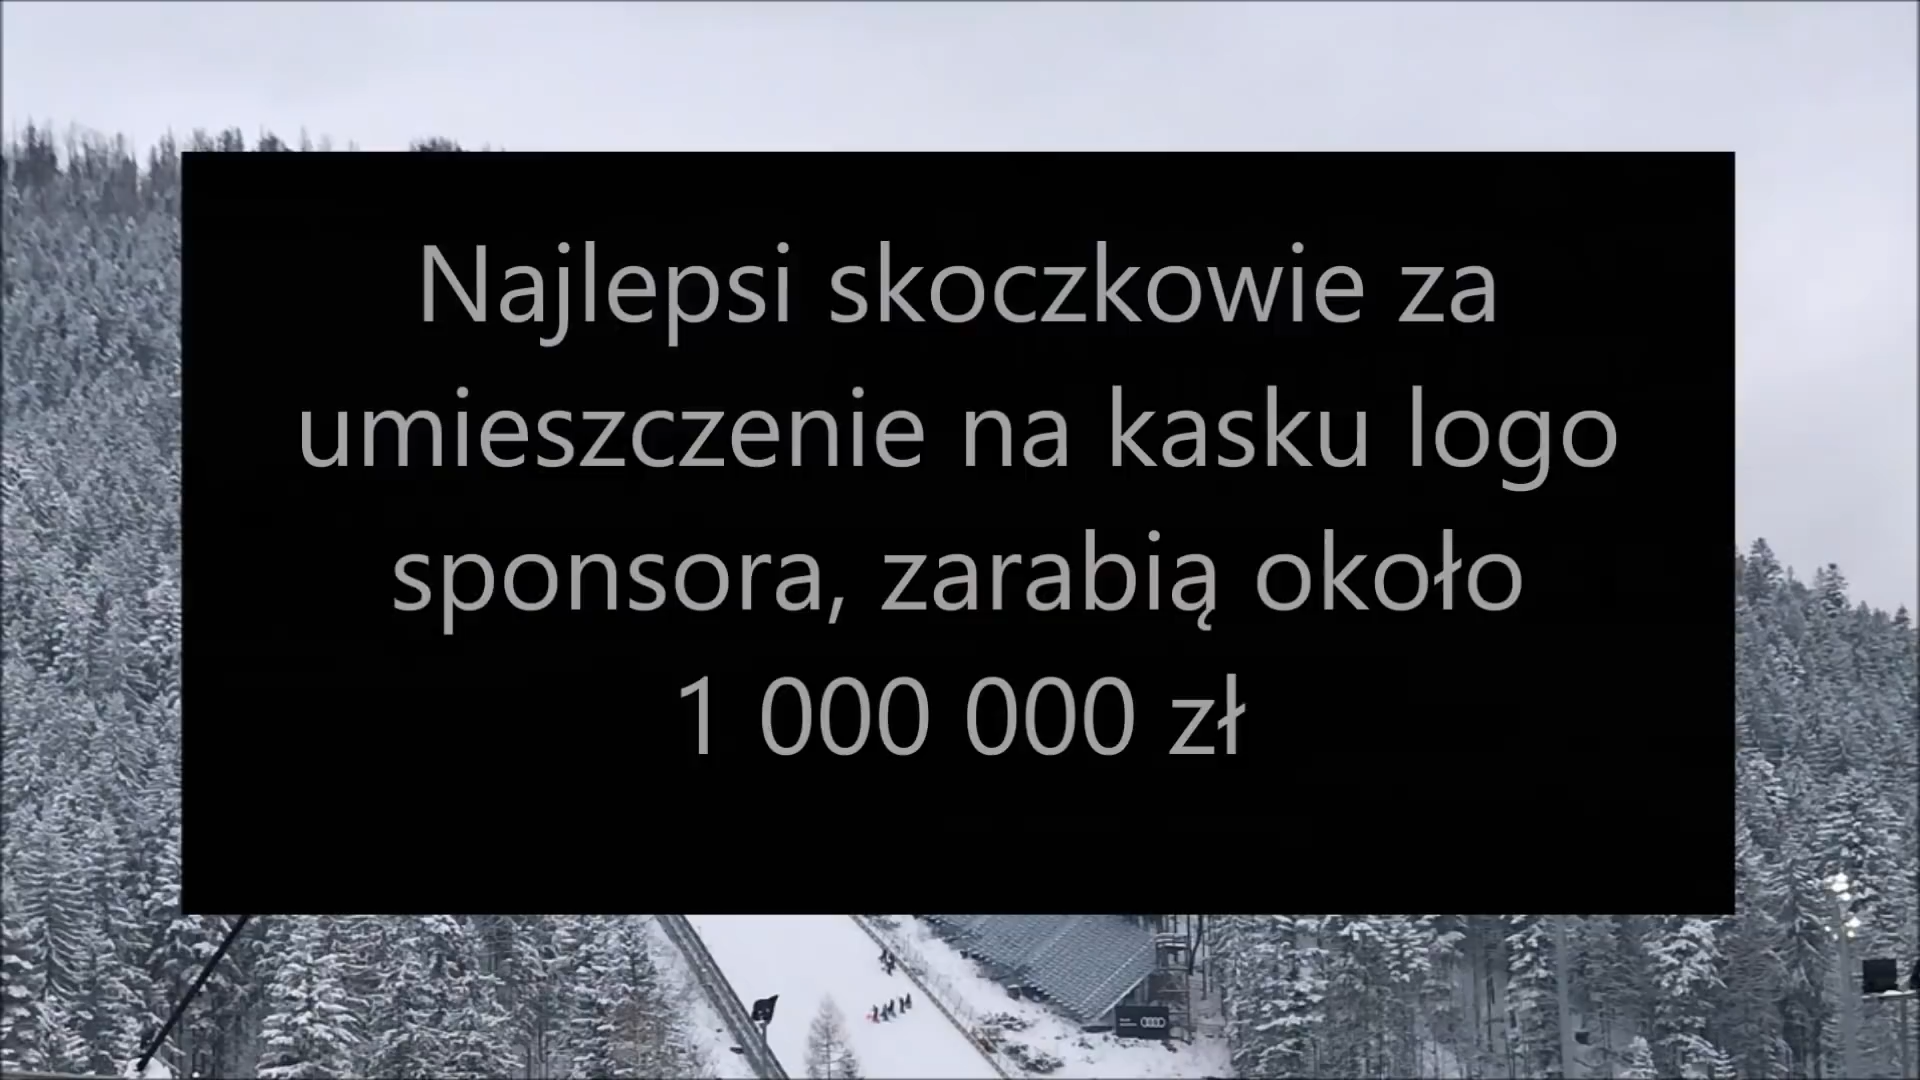 Najlepsi skoczkowie za
umieszczenie na kasku logo
sponsora, zarabią około
1 000 000 zł